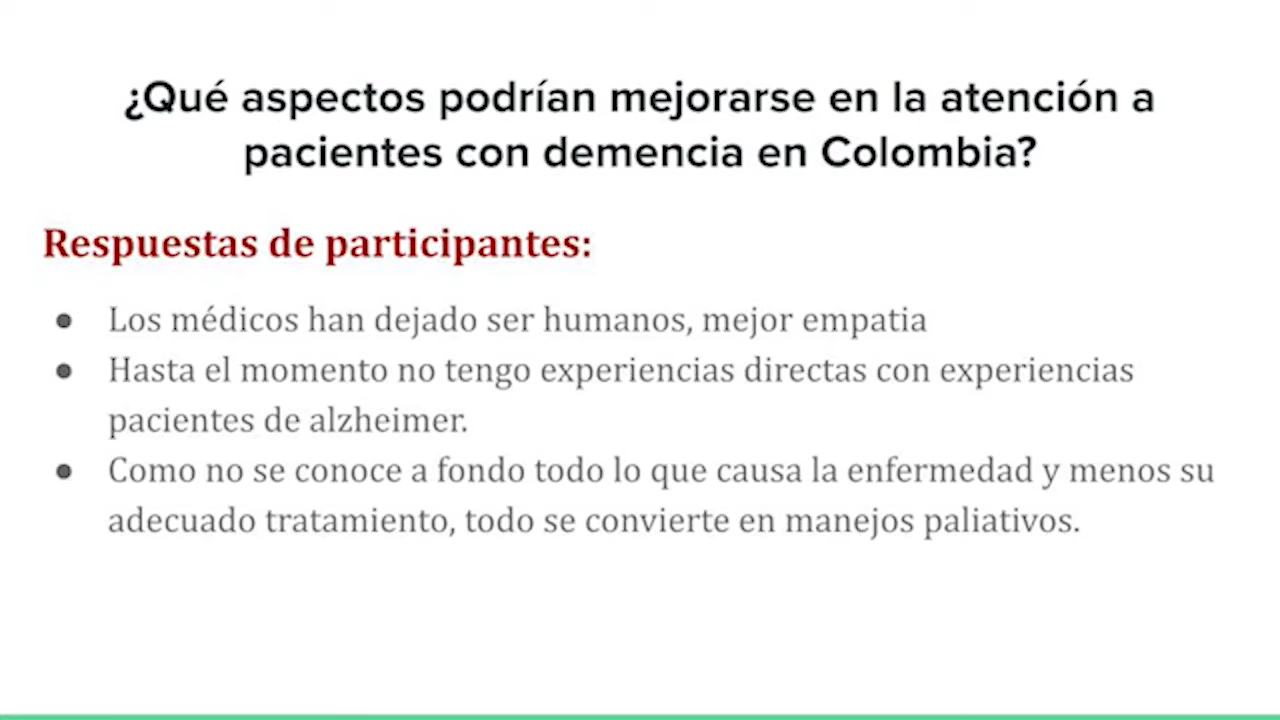 ¿Qué aspectos podrían mejorarse en la atención a
pacientes con demencia en Colombia?
Respuestas de participantes:
● Los médicos han dejado ser humanos, mejor empatia
● Hasta el momento no tengo experiencias directas con experiencias
pacientes de alzheimer.
● Como no se conoce a fondo todo lo que causa la enfermedad y menos su
adecuado tratamiento, todo se convierte en manejos paliativos.